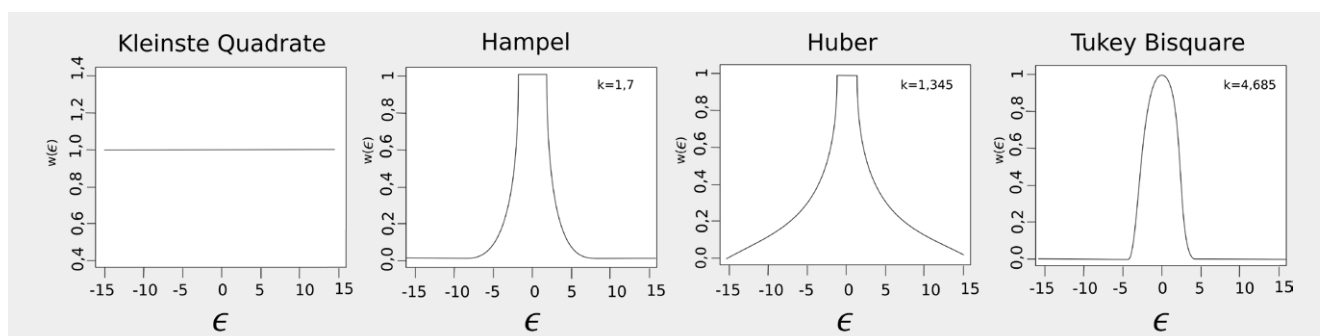 Kleinste Quadrate
w(ϵ)
1,4
1,2
1,0
0,8
0,6
0,4
-15 -10 -5 0 5 10 15
ϵ
Hampel
k=1,7
w(ϵ)
1
0,8
0,6
0,4
0,2
0,0
-15 -10 -5 0 5 10 15
ϵ
Huber
k=1,345
w(ϵ)
1
0,8
0,6
0,4
0,2
0,0
-15 -10 -5 0 5 10 15
ϵ
Tukey Bisquare
k=4,685
w(ϵ)
1
0,8
0,6
0,4
0,2
0,0
-15 -10 -5 0 5 10 15
ϵ